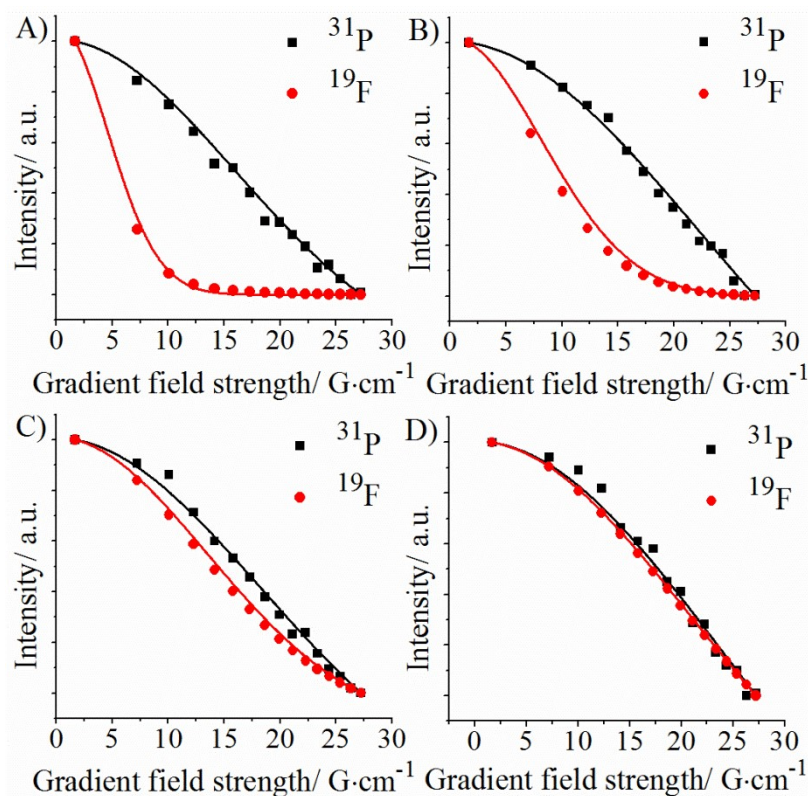 A)
³¹P
¹⁹F
Intensity/ a.u.
0 5 10 15 20 25 30
Gradient field strength/ G·cm⁻¹
B)
³¹P
¹⁹F
Intensity/ a.u.
0 5 10 15 20 25 30
Gradient field strength/ G·cm⁻¹
C)
³¹P
¹⁹F
Intensity/ a.u.
0 5 10 15 20 25 30
Gradient field strength/ G·cm⁻¹
D)
³¹P
¹⁹F
Intensity/ a.u.
0 5 10 15 20 25 30
Gradient field strength/ G·cm⁻¹